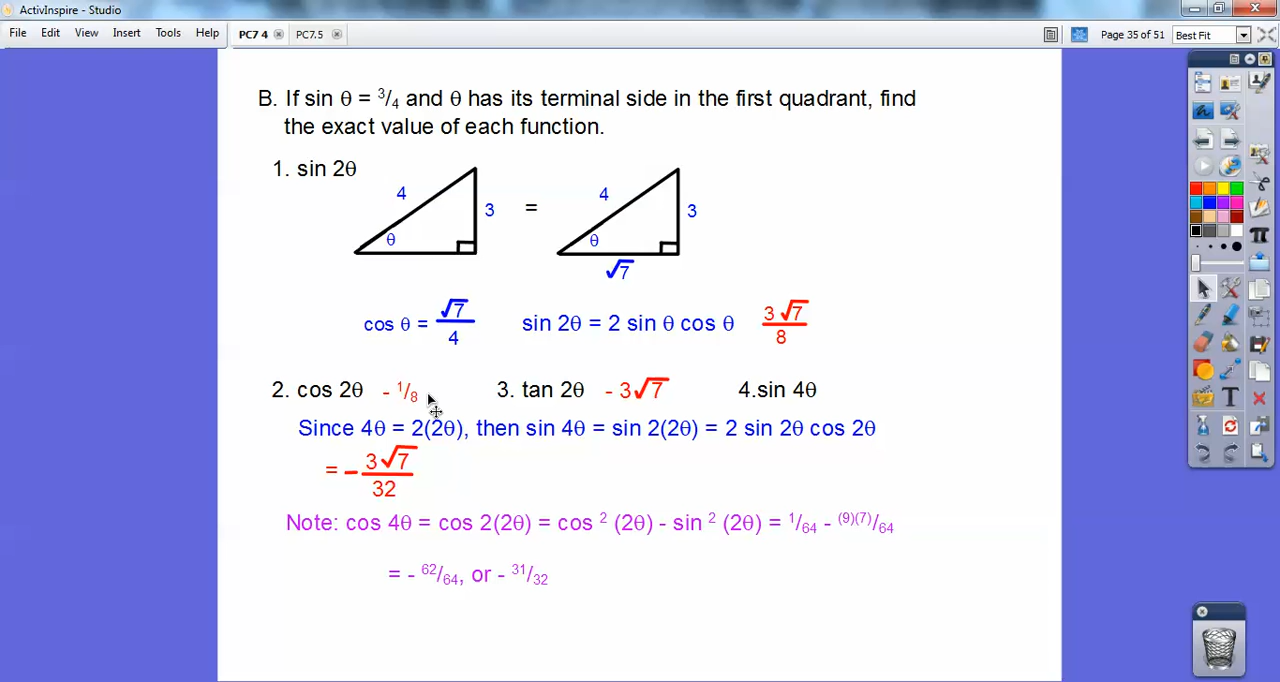 ActivInspire - Studio
File Edit View Insert Tools Help PC7 4 PC7.5 Page 35 of 51 Best Fit
B. If sin θ = 3/4 and θ has its terminal side in the first quadrant, find
the exact value of each function.
1. sin 2θ
4 3 θ = 4 3 θ √7
cos θ = √7/4 sin 2θ = 2 sin θ cos θ 3√7/8
2. cos 2θ - 1/8 3. tan 2θ - 3√7 4.sin 4θ
Since 4θ = 2(2θ), then sin 4θ = sin 2(2θ) = 2 sin 2θ cos 2θ
= - 3√7/32
Note: cos 4θ = cos 2(2θ) = cos ² (2θ) - sin ² (2θ) = 1/64 - (9)(7)/64
= - 62/64, or - 31/32